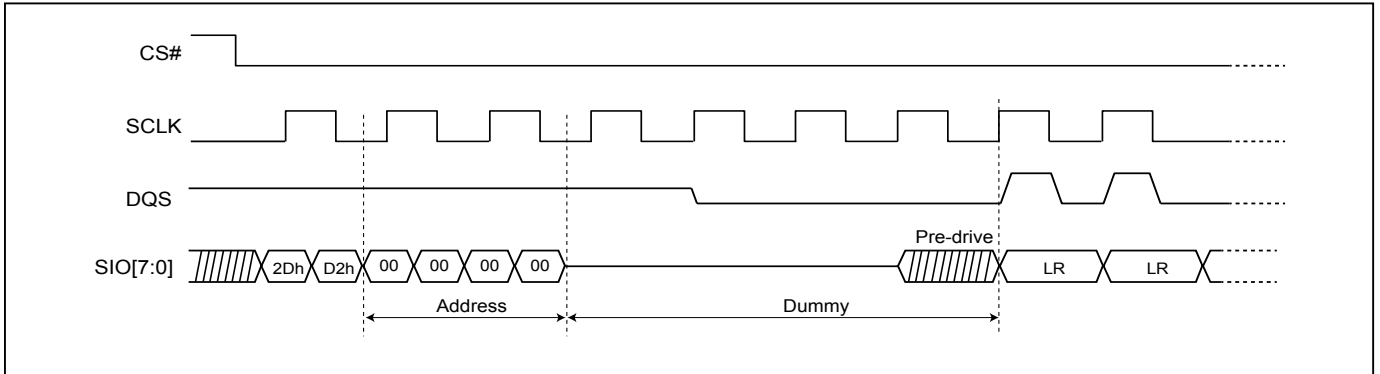 CS#
SCLK
DQS
Pre-drive
SIO[7:0] 2Dh D2h 00 00 00 00 LR LR
Address Dummy